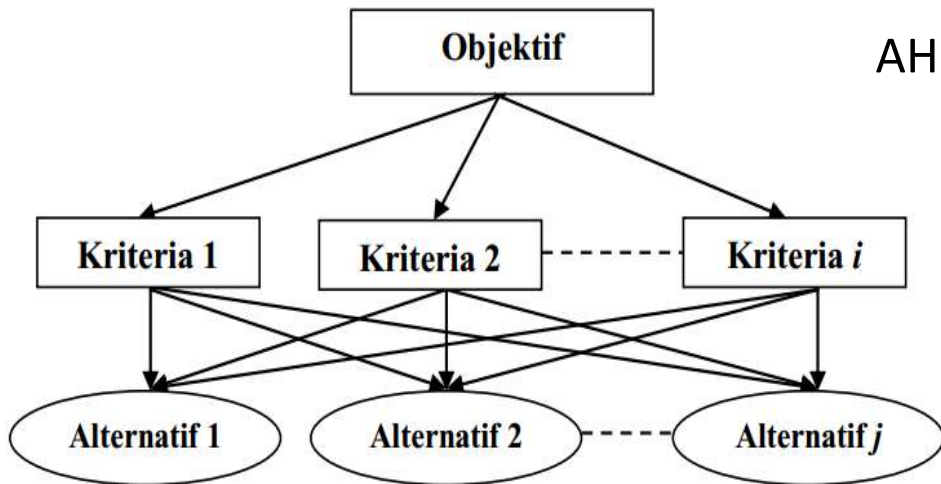 Objektif
AH
Kriteria 1
Kriteria 2
Kriteria i
Alternatif 1
Alternatif 2
Alternatif j